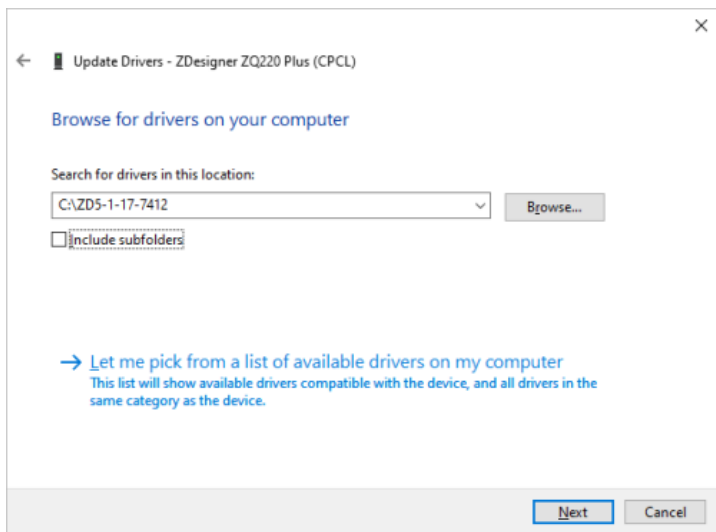 Update Drivers - ZDesigner ZQ220 Plus (CPCL)
Browse for drivers on your computer
Search for drivers in this location:
C:\ZD5-1-17-7412
Browse...
Include subfolders
Let me pick from a list of available drivers on my computer
This list will show available drivers compatible with the device, and all drivers in the
same category as the device.
Next
Cancel